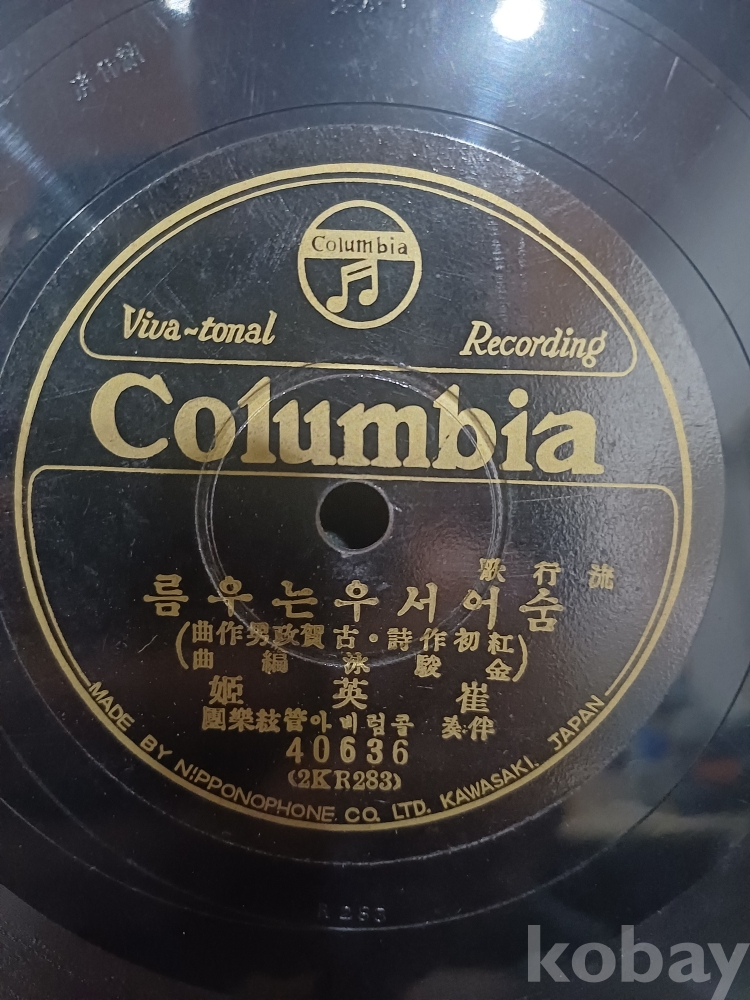 Columbia
Viva-tonal Recording
Columbia
流行歌
숨어서우는우름
(紅初作詩・古賀政男作曲
金駿泳編曲)
崔英姬
伴奏 콜럼비아管絃樂團
40636
(2KR283)
MADE BY NIPPONOPHONE CO. LTD. KAWASAKI. JAPAN
kobay